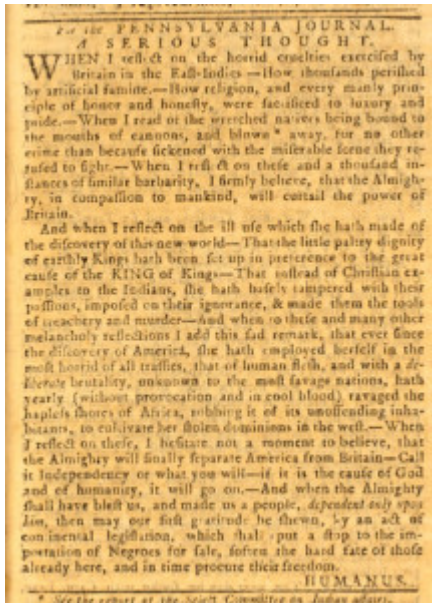 For the PENNSYLVANIA JOURNAL.
A SERIOUS THOUGHT.
WHEN I reflect on the horrid cruelties exercised by
Britain in the East-Indies—How thousands perished
by artificial famine.—How religion, and every manly prin-
ciple of honor and honesty, were sacrificed to luxury and
pride.—When I read of the wretched natives being bound to
the mouths of cannons, and blown * away, for no other
crime than because sickened with the miserable scene they re-
fused to fight.—When I reflect on these and a thousand in-
stances of similar barbarity, I firmly believe, that the Almigh-
ty, in compassion to mankind, will curtail the power of
Britain.
And when I reflect on the ill use which she hath made of
the discovery of this new world—That the little paltry dignity
of earthly Kings hath been set up in preference to the great
cause of the KING of Kings—That instead of Christian ex-
amples to the Indians, she hath basely tampered with their
passions, imposed on their ignorance, & made them the tools
of treachery and murder—And when to these and many other
melancholy reflections I add this sad remark, that ever since
the discovery of America, she hath employed herself in the
most horrid of all traffics, that of human flesh, and with a de-
liberate brutality, unknown to the most savage nations, hath
yearly (without provocation and in cool blood) ravaged the
hapless shores of Africa, robbing it of its unoffending inha-
bitants, to cultivate her stolen dominions in the west.—When
I reflect on these, I hesitate not a moment to believe, that
the Almighty will finally separate America from Britain—Call
it Independency or what you will—if it is the cause of God
and of humanity, it will go on.—And when the Almighty
shall have blest us, and made us a people, dependent only upon
him, then may our first gratitude be shewn, by an act of
continental legislation, which shall put a stop to the im-
portation of Negroes for sale, soften the hard fate of those
already here, and in time procure their freedom.
HUMANUS.
* See the report of the Select Committee on Indian affairs.